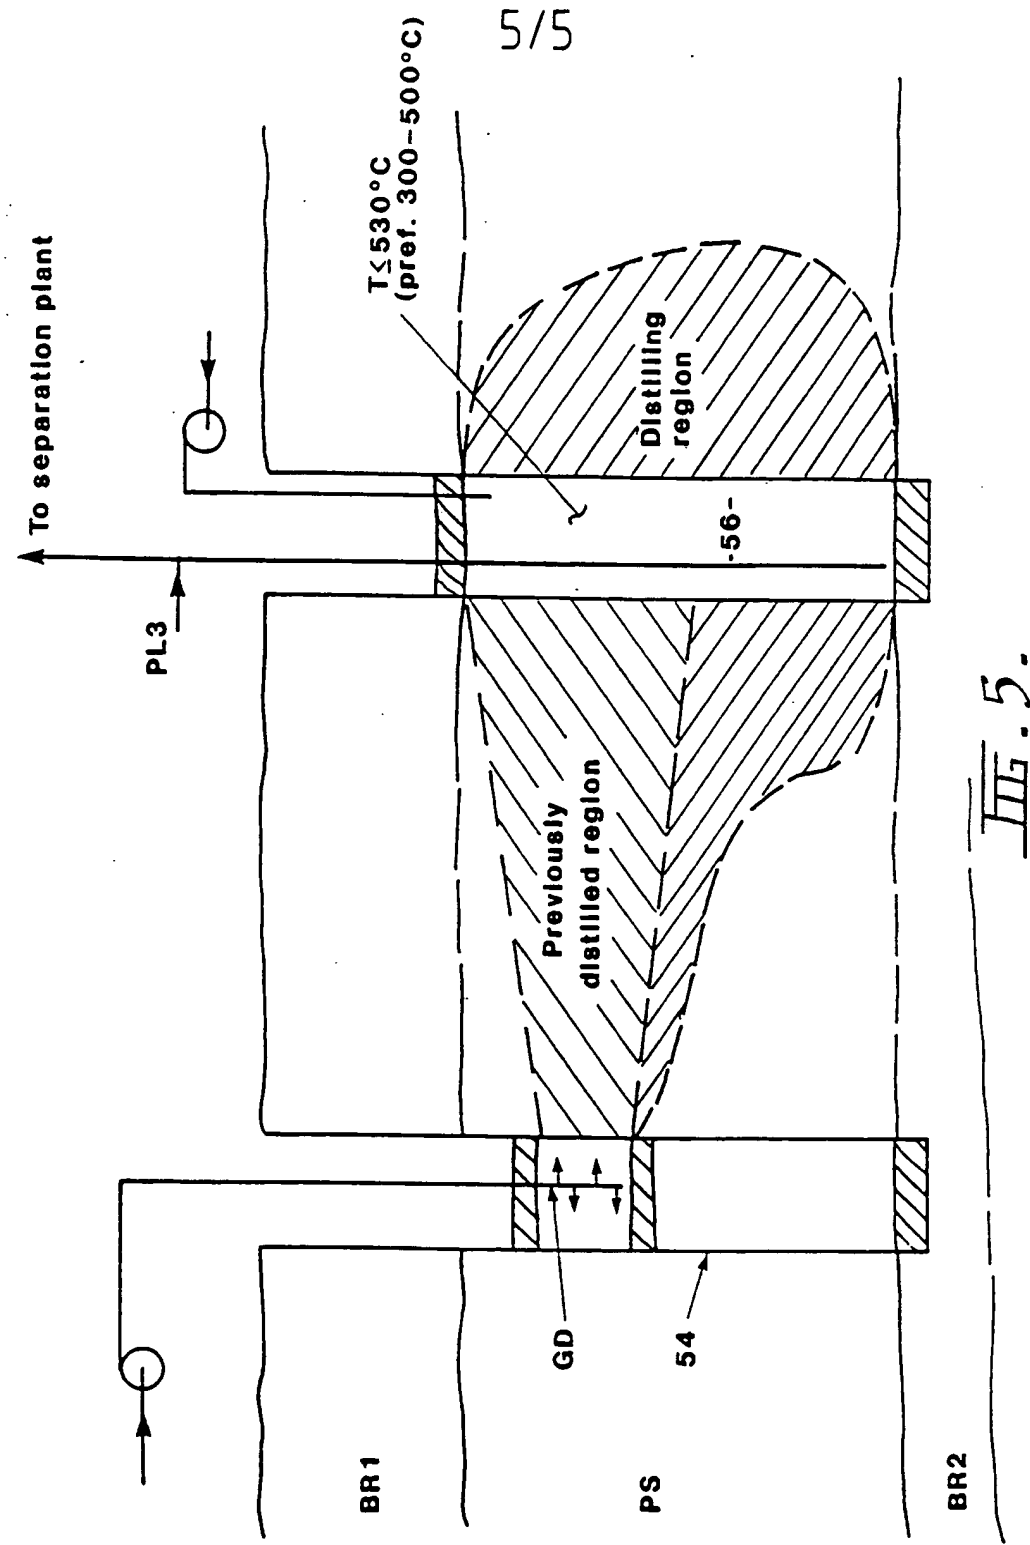 5/5
To separation plant
T≤530°C
(pref. 300-500°C)
PL3
Distilling
region
-56-
Previously
distilled region
GD
54
BR1
PS
BR2
FIG. 5.